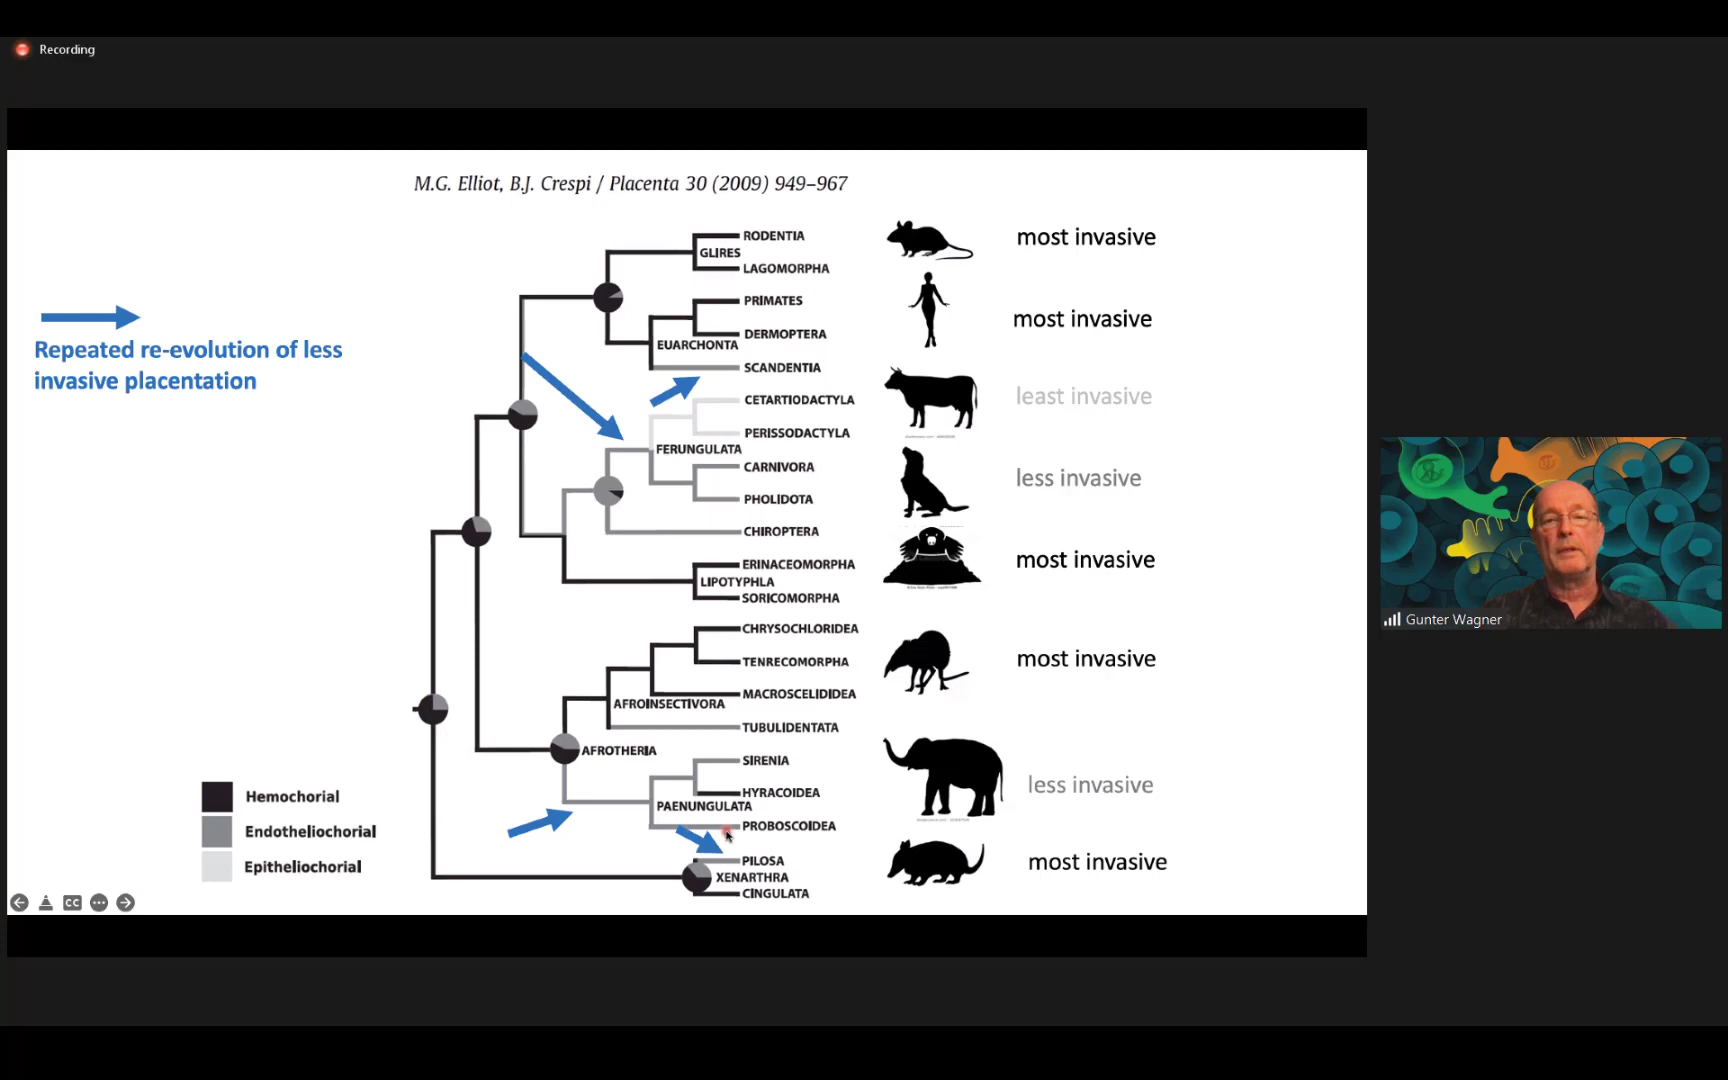 Recording
M.G. Elliot, B.J. Crespi / Placenta 30 (2009) 949–967
RODENTIA
GLIRES
LAGOMORPHA
most invasive
PRIMATES
DERMOPTERA
EUARCHONTA
SCANDENTIA
most invasive
Repeated re-evolution of less
invasive placentation
CETARTIODACTYLA
PERISSODACTYLA
least invasive
FERUNGULATA
CARNIVORA
PHOLIDOTA
less invasive
CHIROPTERA
ERINACEOMORPHA
LIPOTYPHLA
SORICOMORPHA
most invasive
CHRYSOCHLORIDEA
TENRECOMORPHA
MACROSCELIDIDEA
AFROINSECTIVORA
TUBULIDENTATA
most invasive
AFROTHERIA
SIRENIA
HYRACOIDEA
PAENUNGULATA
PROBOSCOIDEA
less invasive
PILOSA
XENARTHRA
CINGULATA
most invasive
Hemochorial
Endotheliochorial
Epitheliochorial
CC
Gunter Wagner